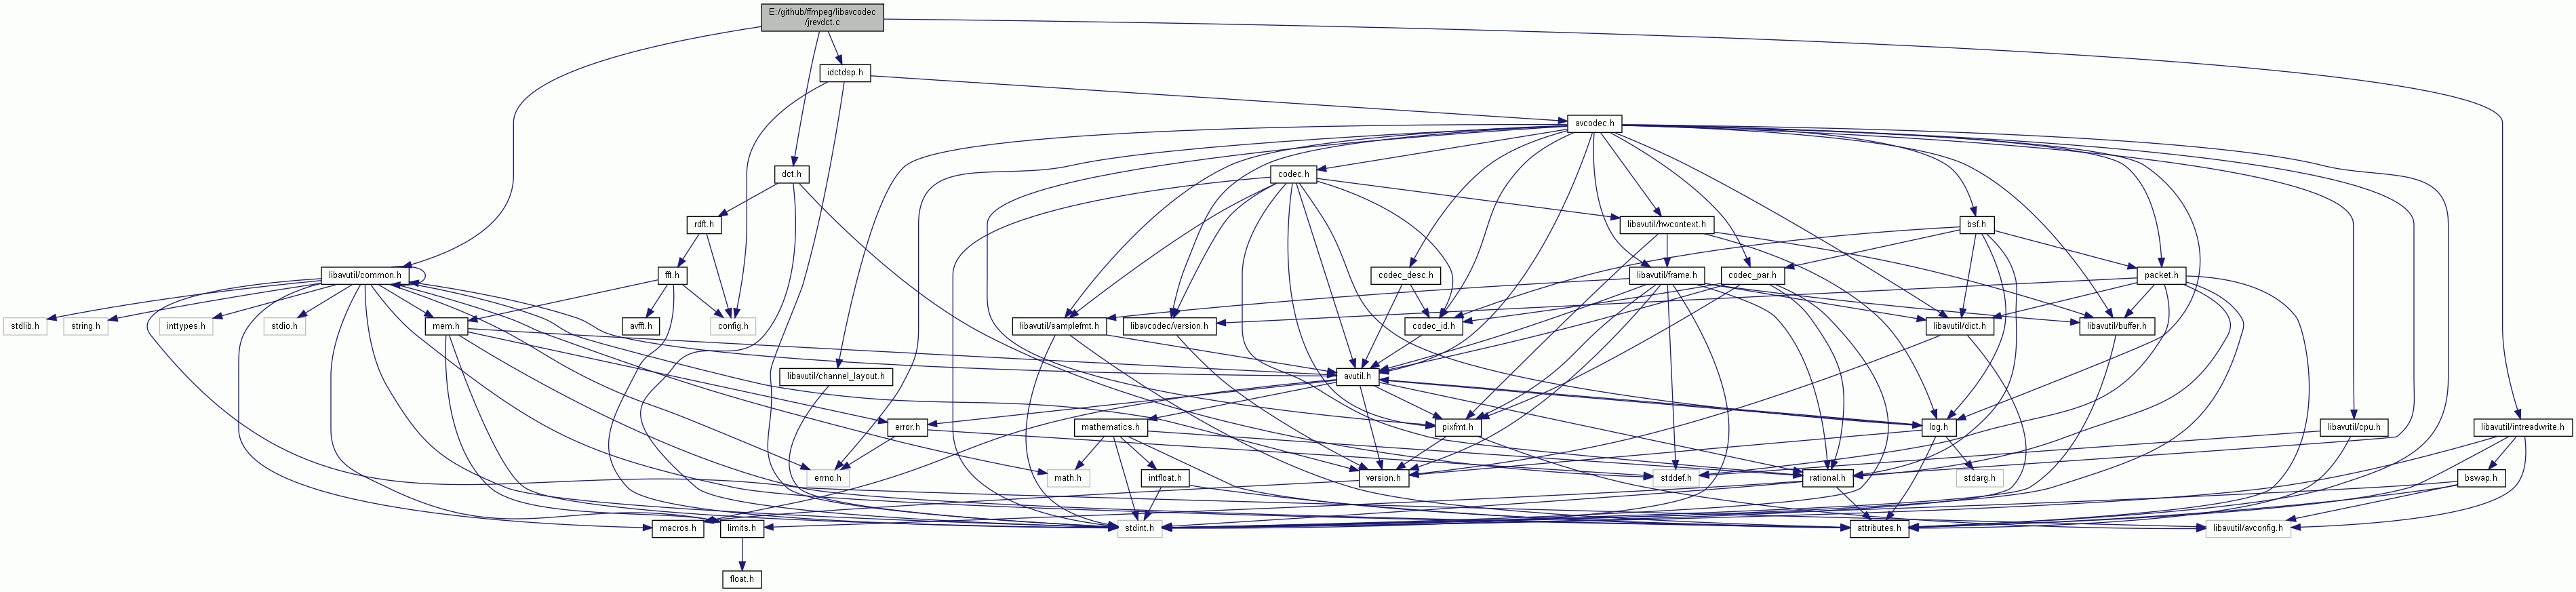 E:/github/ffmpeg/libavcodec
/jrevdct.c
idctdsp.h
avcodec.h
dct.h
codec.h
rdft.h
libavutil/hwcontext.h
bsf.h
libavutil/common.h
fft.h
codec_desc.h
libavutil/frame.h
codec_par.h
packet.h
stdlib.h
string.h
inttypes.h
stdio.h
mem.h
avfft.h
config.h
libavutil/samplefmt.h
libavcodec/version.h
codec_id.h
libavutil/dict.h
libavutil/buffer.h
libavutil/channel_layout.h
avutil.h
error.h
mathematics.h
pixfmt.h
log.h
libavutil/cpu.h
libavutil/intreadwrite.h
errno.h
math.h
intfloat.h
version.h
stddef.h
rational.h
stdarg.h
bswap.h
macros.h
limits.h
stdint.h
attributes.h
libavutil/avconfig.h
float.h